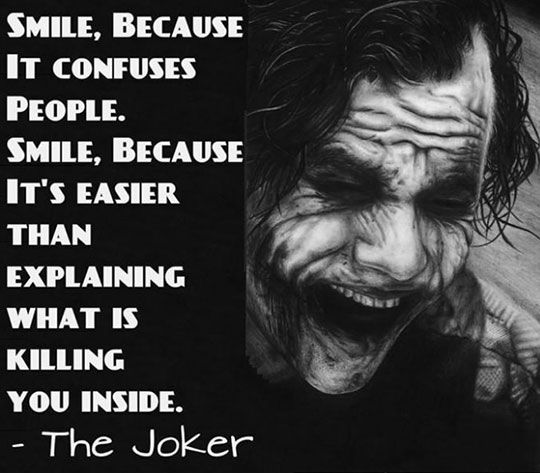 Smile, Because
It confuses
People.
Smile, Because
It's easier
than
explaining
what is
killing
you inside.
- The Joker